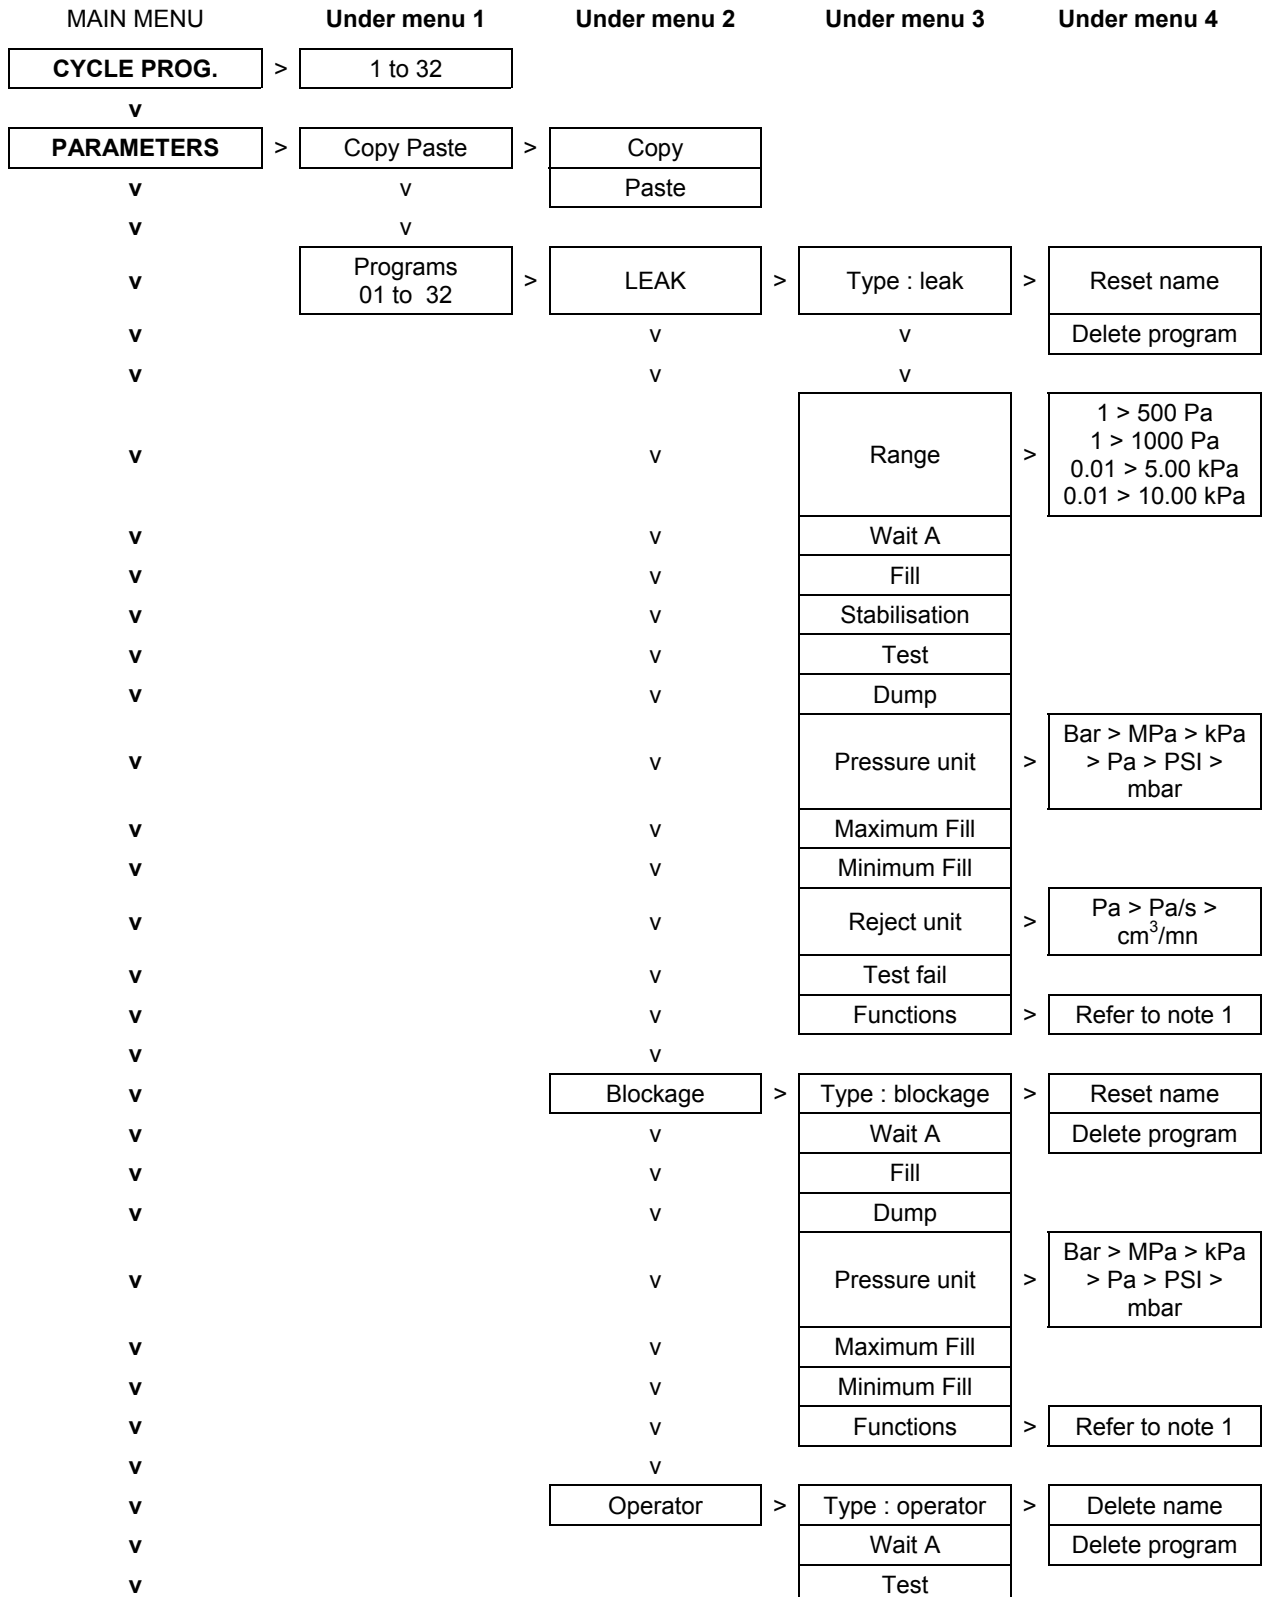 MAIN MENU Under menu 1 Under menu 2 Under menu 3 Under menu 4
CYCLE PROG. > 1 to 32
v
PARAMETERS > Copy Paste > Copy
v v Paste
v v
v Programs 01 to 32 > LEAK > Type : leak > Reset name
v v v Delete program
v v v
v v Range > 1 > 500 Pa
1 > 1000 Pa
0.01 > 5.00 kPa
0.01 > 10.00 kPa
v v Wait A
v v Fill
v v Stabilisation
v v Test
v v Dump
v v Pressure unit > Bar > MPa > kPa
> Pa > PSI >
mbar
v v Maximum Fill
v v Minimum Fill
v v Reject unit > Pa > Pa/s >
cm³/mn
v v Test fail
v v Functions > Refer to note 1
v v
v Blockage > Type : blockage > Reset name
v v Wait A Delete program
v v Fill
v v Dump
v v Pressure unit > Bar > MPa > kPa
> Pa > PSI >
mbar
v v Maximum Fill
v v Minimum Fill
v v Functions > Refer to note 1
v v
v Operator > Type : operator > Delete name
v Wait A Delete program
v Test